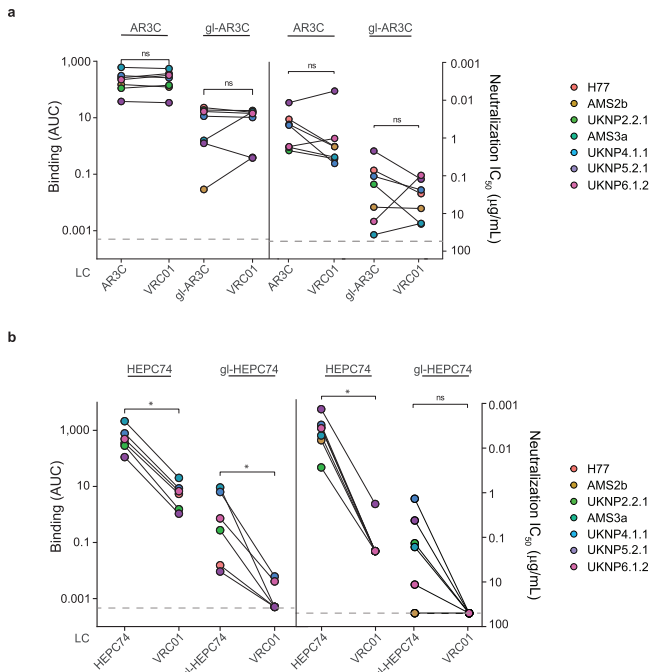 a
AR3C gl-AR3C AR3C gl-AR3C
ns ns ns ns
Binding (AUC)
1,000
10
0.1
0.001
0.001
0.01
1
0.1
10
100
Neutralization IC50 (μg/mL)
LC AR3C VRC01 gl-AR3C VRC01 AR3C VRC01 gl-AR3C VRC01
H77
AMS2b
UKNP2.2.1
AMS3a
UKNP4.1.1
UKNP5.2.1
UKNP6.1.2
b
HEPC74 gl-HEPC74 HEPC74 gl-HEPC74
* * * ns
Binding (AUC)
1,000
10
0.1
0.001
0.001
0.01
1
0.1
10
100
Neutralization IC50 (μg/mL)
LC HEPC74 VRC01 l-HEPC74 VRC01 HEPC74 VRC01 gl-HEPC74 VRC01
H77
AMS2b
UKNP2.2.1
AMS3a
UKNP4.1.1
UKNP5.2.1
UKNP6.1.2